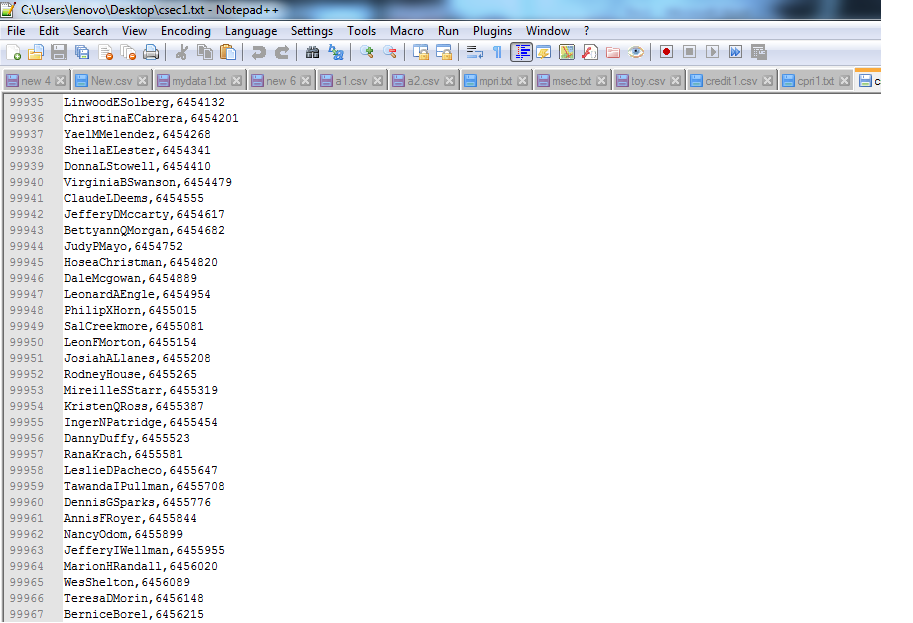 C:\Users\lenovo\Desktop\csec1.txt - Notepad++
File Edit Search View Encoding Language Settings Tools Macro Run Plugins Window ?
new 4 New.csv mydata1.txt new 6 a1.csv a2.csv mpri.txt msec.txt toy.csv credit1.csv cpri1.txt c
99935 LinwoodESolberg,6454132
99936 ChristinaECabrera,6454201
99937 YaelMMelendez,6454268
99938 SheilaELester,6454341
99939 DonnaLStowell,6454410
99940 VirginiaBSwanson,6454479
99941 ClaudeLDeems,6454555
99942 JefferyDMccarty,6454617
99943 BettyannQMorgan,6454682
99944 JudyPMayo,6454752
99945 HoseaChristman,6454820
99946 DaleMcgowan,6454889
99947 LeonardAEngle,6454954
99948 PhilipXHorn,6455015
99949 SalCreekmore,6455081
99950 LeonFMorton,6455154
99951 JosiahALlanes,6455208
99952 RodneyHouse,6455265
99953 MireilleSStarr,6455319
99954 KristenQRoss,6455387
99955 IngerNPatridge,6455454
99956 DannyDuffy,6455523
99957 RanaKrach,6455581
99958 LeslieDPacheco,6455647
99959 TawandaIPullman,6455708
99960 DennisGSparks,6455776
99961 AnnisFRoyer,6455844
99962 NancyOdom,6455899
99963 JefferyIWellman,6455955
99964 MarionHRandall,6456020
99965 WesShelton,6456089
99966 TeresaDMorin,6456148
99967 BerniceBorel,6456215